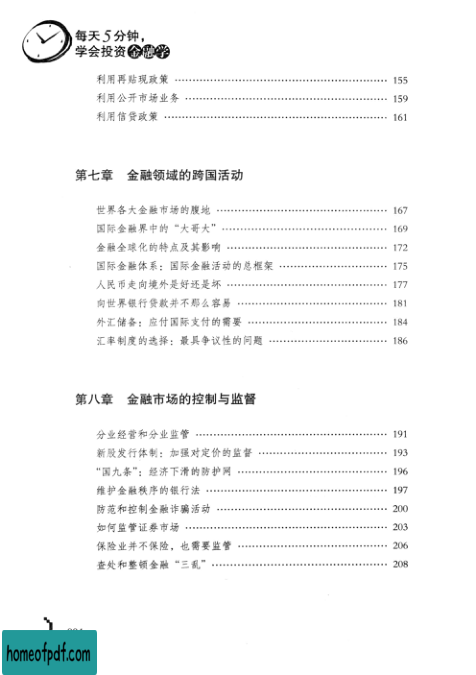 每天5分钟，
学会投资金融学
利用再贴现政策 …… 155
利用公开市场业务 …… 159
利用信贷政策 …… 161
第七章 金融领域的跨国活动
世界各大金融市场的腹地 …… 167
国际金融界中的“大哥大” …… 169
金融全球化的特点及其影响 …… 172
国际金融体系：国际金融活动的总框架 …… 175
人民币走向境外是好还是坏 …… 177
向世界银行贷款并不那么容易 …… 181
外汇储备：应付国际支付的需要 …… 184
汇率制度的选择：最具争议性的问题 …… 186
第八章 金融市场的控制与监督
分业经营和分业监管 …… 191
新股发行体制：加强对定价的监督 …… 193
“国九条”：经济下滑的防护网 …… 196
维护金融秩序的银行法 …… 197
防范和控制金融诈骗活动 …… 200
如何监管证券市场 …… 203
保险业并不保险，也需要监管 …… 206
查处和整顿金融“三乱” …… 208
homeofpdf.com